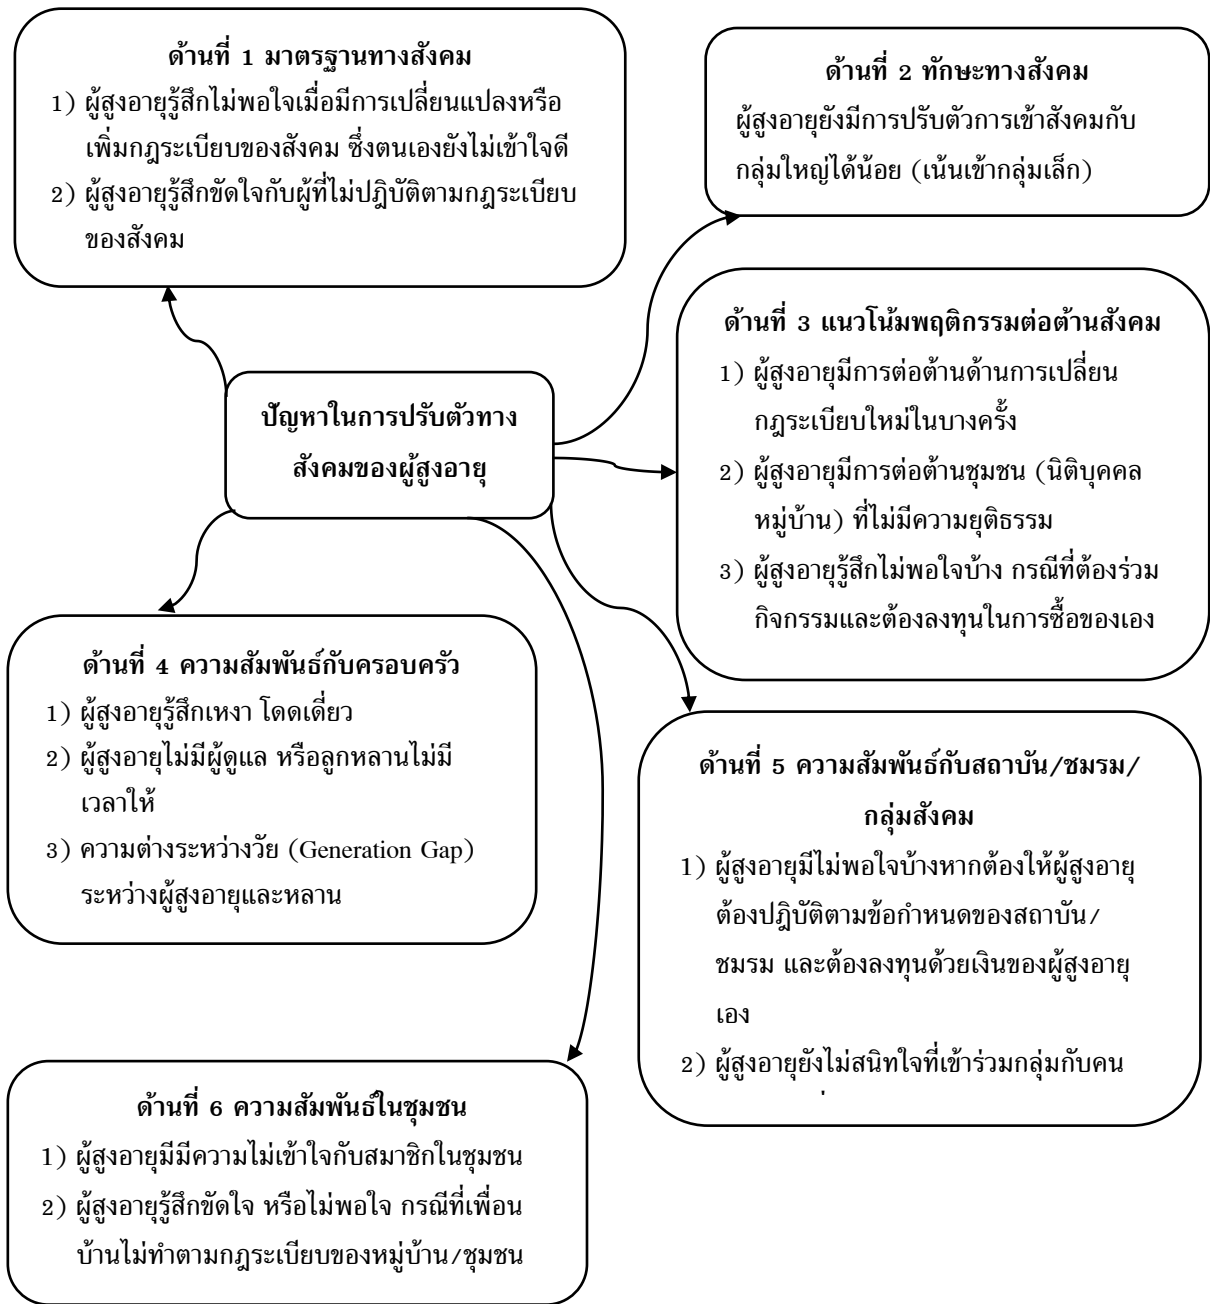 ด้านที่ 1 มาตรฐานทางสังคม
1) ผู้สูงอายุรู้สึกไม่พอใจเมื่อมีการเปลี่ยนแปลงหรือ
เพิ่มกฎระเบียบของสังคม ซึ่งตนเองยังไม่เข้าใจดี
2) ผู้สูงอายุรู้สึกขัดใจกับผู้ที่ไม่ปฎิบัติตามกฎระเบียบ
ของสังคม
ด้านที่ 2 ทักษะทางสังคม
ผู้สูงอายุยังมีการปรับตัวการเข้าสังคมกับ
กลุ่มใหญ่ได้น้อย (เน้นเข้ากลุ่มเล็ก)
ด้านที่ 3 แนวโน้มพฤติกรรมต่อต้านสังคม
1) ผู้สูงอายุมีการต่อต้านด้านการเปลี่ยน
กฎระเบียบใหม่ในบางครั้ง
2) ผู้สูงอายุมีการต่อต้านชุมชน (นิติบุคคล
หมู่บ้าน) ที่ไม่มีความยุติธรรม
3) ผู้สูงอายุรู้สึกไม่พอใจบ้าง กรณีที่ต้องร่วม
กิจกรรมและต้องลงทุนในการซื้อของเอง
ปัญหาในการปรับตัวทาง
สังคมของผู้สูงอายุ
ด้านที่ 4 ความสัมพันธ์กับครอบครัว
1) ผู้สูงอายุรู้สึกเหงา โดดเดี่ยว
2) ผู้สูงอายุไม่มีผู้ดูแล หรือลูกหลานไม่มี
เวลาให้
3) ความต่างระหว่างวัย (Generation Gap)
ระหว่างผู้สูงอายุและหลาน
ด้านที่ 5 ความสัมพันธ์กับสถาบัน/ชมรม/
กลุ่มสังคม
1) ผู้สูงอายุมีไม่พอใจบ้างหากต้องให้ผู้สูงอายุ
ต้องปฎิบัติตามข้อกำหนดของสถาบัน/
ชมรม และต้องลงทุนด้วยเงินของผู้สูงอายุ
เอง
2) ผู้สูงอายุยังไม่สนิทใจที่เข้าร่วมกลุ่มกับคน
ด้านที่ 6 ความสัมพันธ์ในชุมชน
1) ผู้สูงอายุมีมีความไม่เข้าใจกับสมาชิกในชุมชน
2) ผู้สูงอายุรู้สึกขัดใจ หรือไม่พอใจ กรณีที่เพื่อน
บ้านไม่ทำตามกฎระเบียบของหมู่บ้าน/ชุมชน